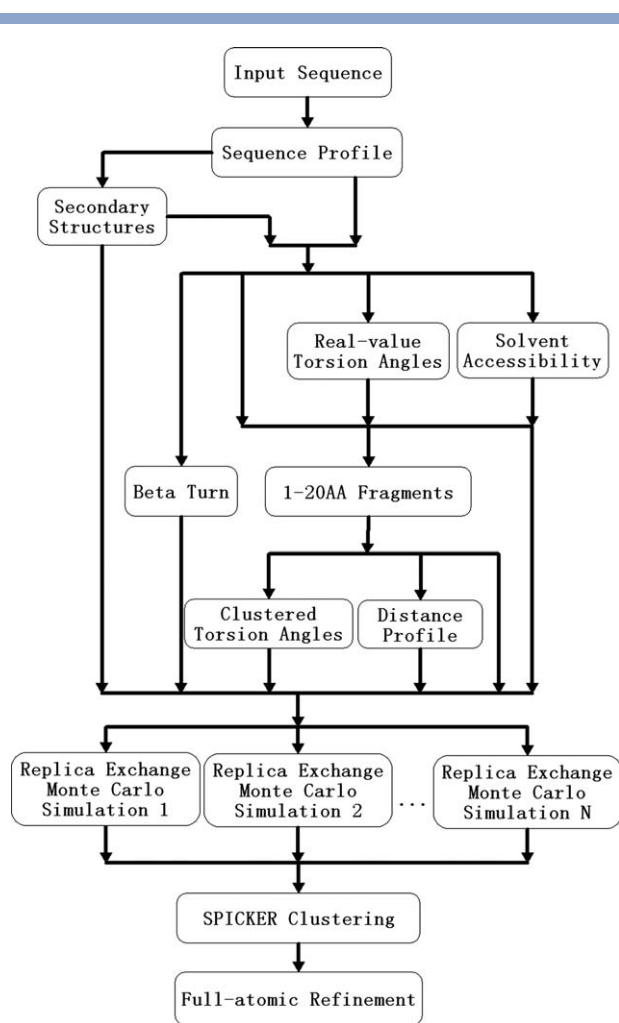 Input Sequence
Sequence Profile
Secondary
Structures
Real-value
Torsion Angles
Solvent
Accessibility
Beta Turn
1-20AA Fragments
Clustered
Torsion Angles
Distance
Profile
Replica Exchange
Monte Carlo
Simulation 1
Replica Exchange
Monte Carlo
Simulation 2
...
Replica Exchange
Monte Carlo
Simulation N
SPICKER Clustering
Full-atomic Refinement